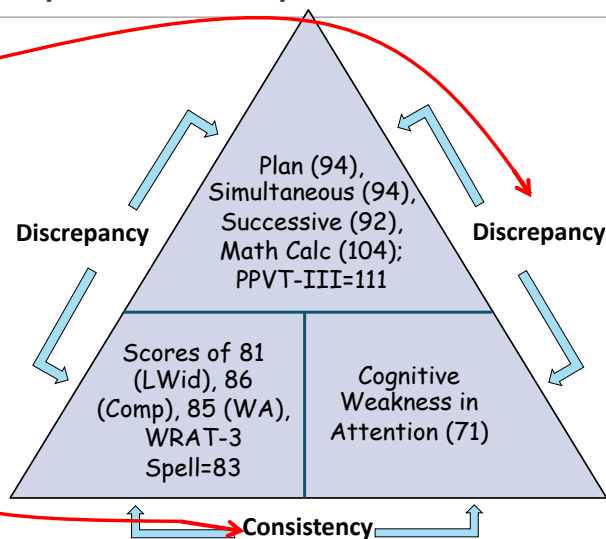 Plan (94),
Simultaneous (94),
Successive (92),
Math Calc (104);
PPVT-III=111
Discrepancy
Discrepancy
Scores of 81
(LWid), 86
(Comp), 85 (WA),
WRAT-3
Spell=83
Cognitive
Weakness in
Attention (71)
Consistency